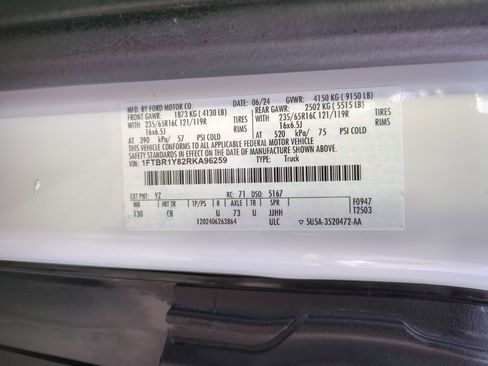 MFD. BY FORD MOTOR CO. DATE: 06/24 GVWR: 4150 KG ( 9150 LB)
FRONT GAWR: 1873 KG ( 4130 LB) REAR GAWR: 2502 KG ( 5515 LB)
WITH 235/65R16C 121/119R TIRES WITH 235/65R16C 121/119R TIRES
16x6.5J RIMS 16x6.5J RIMS
AT 390 kPa/ 57 PSI COLD AT 520 kPa/ 75 PSI COLD
THIS VEHICLE CONFORMS TO ALL APPLICABLE FEDERAL MOTOR VEHICLE
SAFETY STANDARDS IN EFFECT ON THE DATE OF MANUFACTURE SHOWN ABOVE.
VIN: 1FTBR1Y82RKA96259 TYPE: Truck
EXT PNT: YZ RC: 71 DSO: 5167
WB INT TR TP/PS R AXLE TR SPR F0947
130 CB U 73 U JJHH T2503
1202406263864 ULC 5U5A-3520472-AA